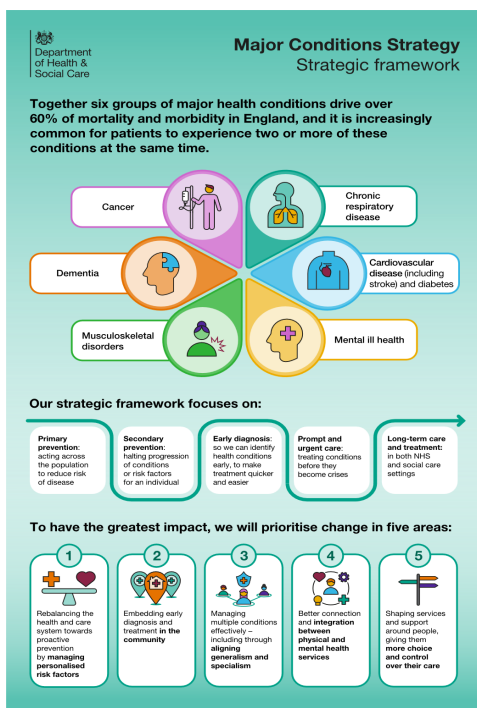 Department
of Health &
Social Care
Major Conditions Strategy
Strategic framework
Together six groups of major health conditions drive over
60% of mortality and morbidity in England, and it is increasingly
common for patients to experience two or more of these
conditions at the same time.
Cancer
Chronic
respiratory
disease
Dementia
Cardiovascular
disease (including
stroke) and diabetes
Musculoskeletal
disorders
Mental ill health
Our strategic framework focuses on:
Primary
prevention:
acting across
the population
to reduce risk
of disease
Secondary
prevention:
halting progression
of conditions
or risk factors
for an individual
Early diagnosis:
so we can identify
health conditions
early, to make
treatment quicker
and easier
Prompt and
urgent care:
treating conditions
before they
become crises
Long-term care
and treatment:
in both NHS
and social care
settings
To have the greatest impact, we will prioritise change in five areas:
1
Rebalancing the
health and care
system towards
proactive
prevention
by managing
personalised
risk factors
2
Embedding early
diagnosis and
treatment in the
community
3
Managing
multiple conditions
effectively –
including through
aligning
generalism and
specialism
4
Better connection
and integration
between
physical and
mental health
services
5
Shaping services
and support
around people,
giving them
more choice
and control
over their care